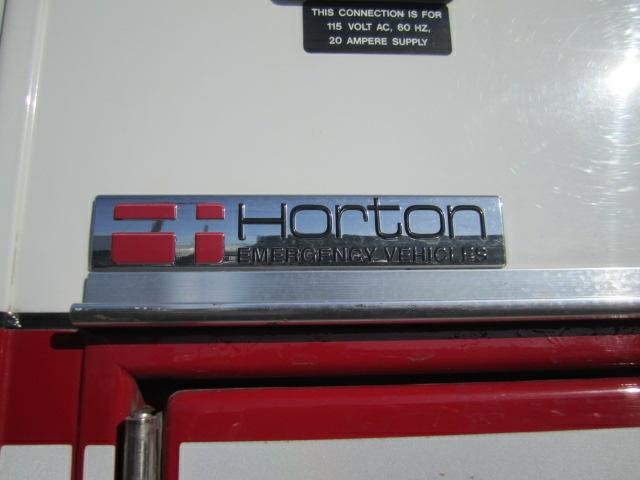 THIS CONNECTION IS FOR
115 VOLT AC, 60 HZ,
20 AMPERE SUPPLY
Horton
EMERGENCY VEHICLES